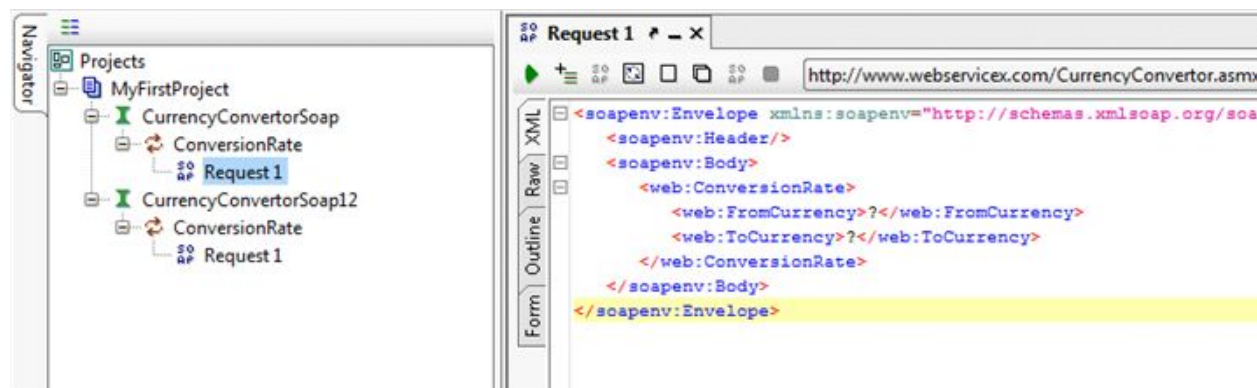 Navigator
Projects
MyFirstProject
CurrencyConvertorSoap
ConversionRate
Request 1
CurrencyConvertorSoap12
ConversionRate
Request 1
Request 1
http://www.webservicex.com/CurrencyConvertor.asmx
XML
Raw
Outline
Form
<soapenv:Envelope xmlns:soapenv="http://schemas.xmlsoap.org/soa
<soapenv:Header/>
<soapenv:Body>
<web:ConversionRate>
<web:FromCurrency>?</web:FromCurrency>
<web:ToCurrency>?</web:ToCurrency>
</web:ConversionRate>
</soapenv:Body>
</soapenv:Envelope>